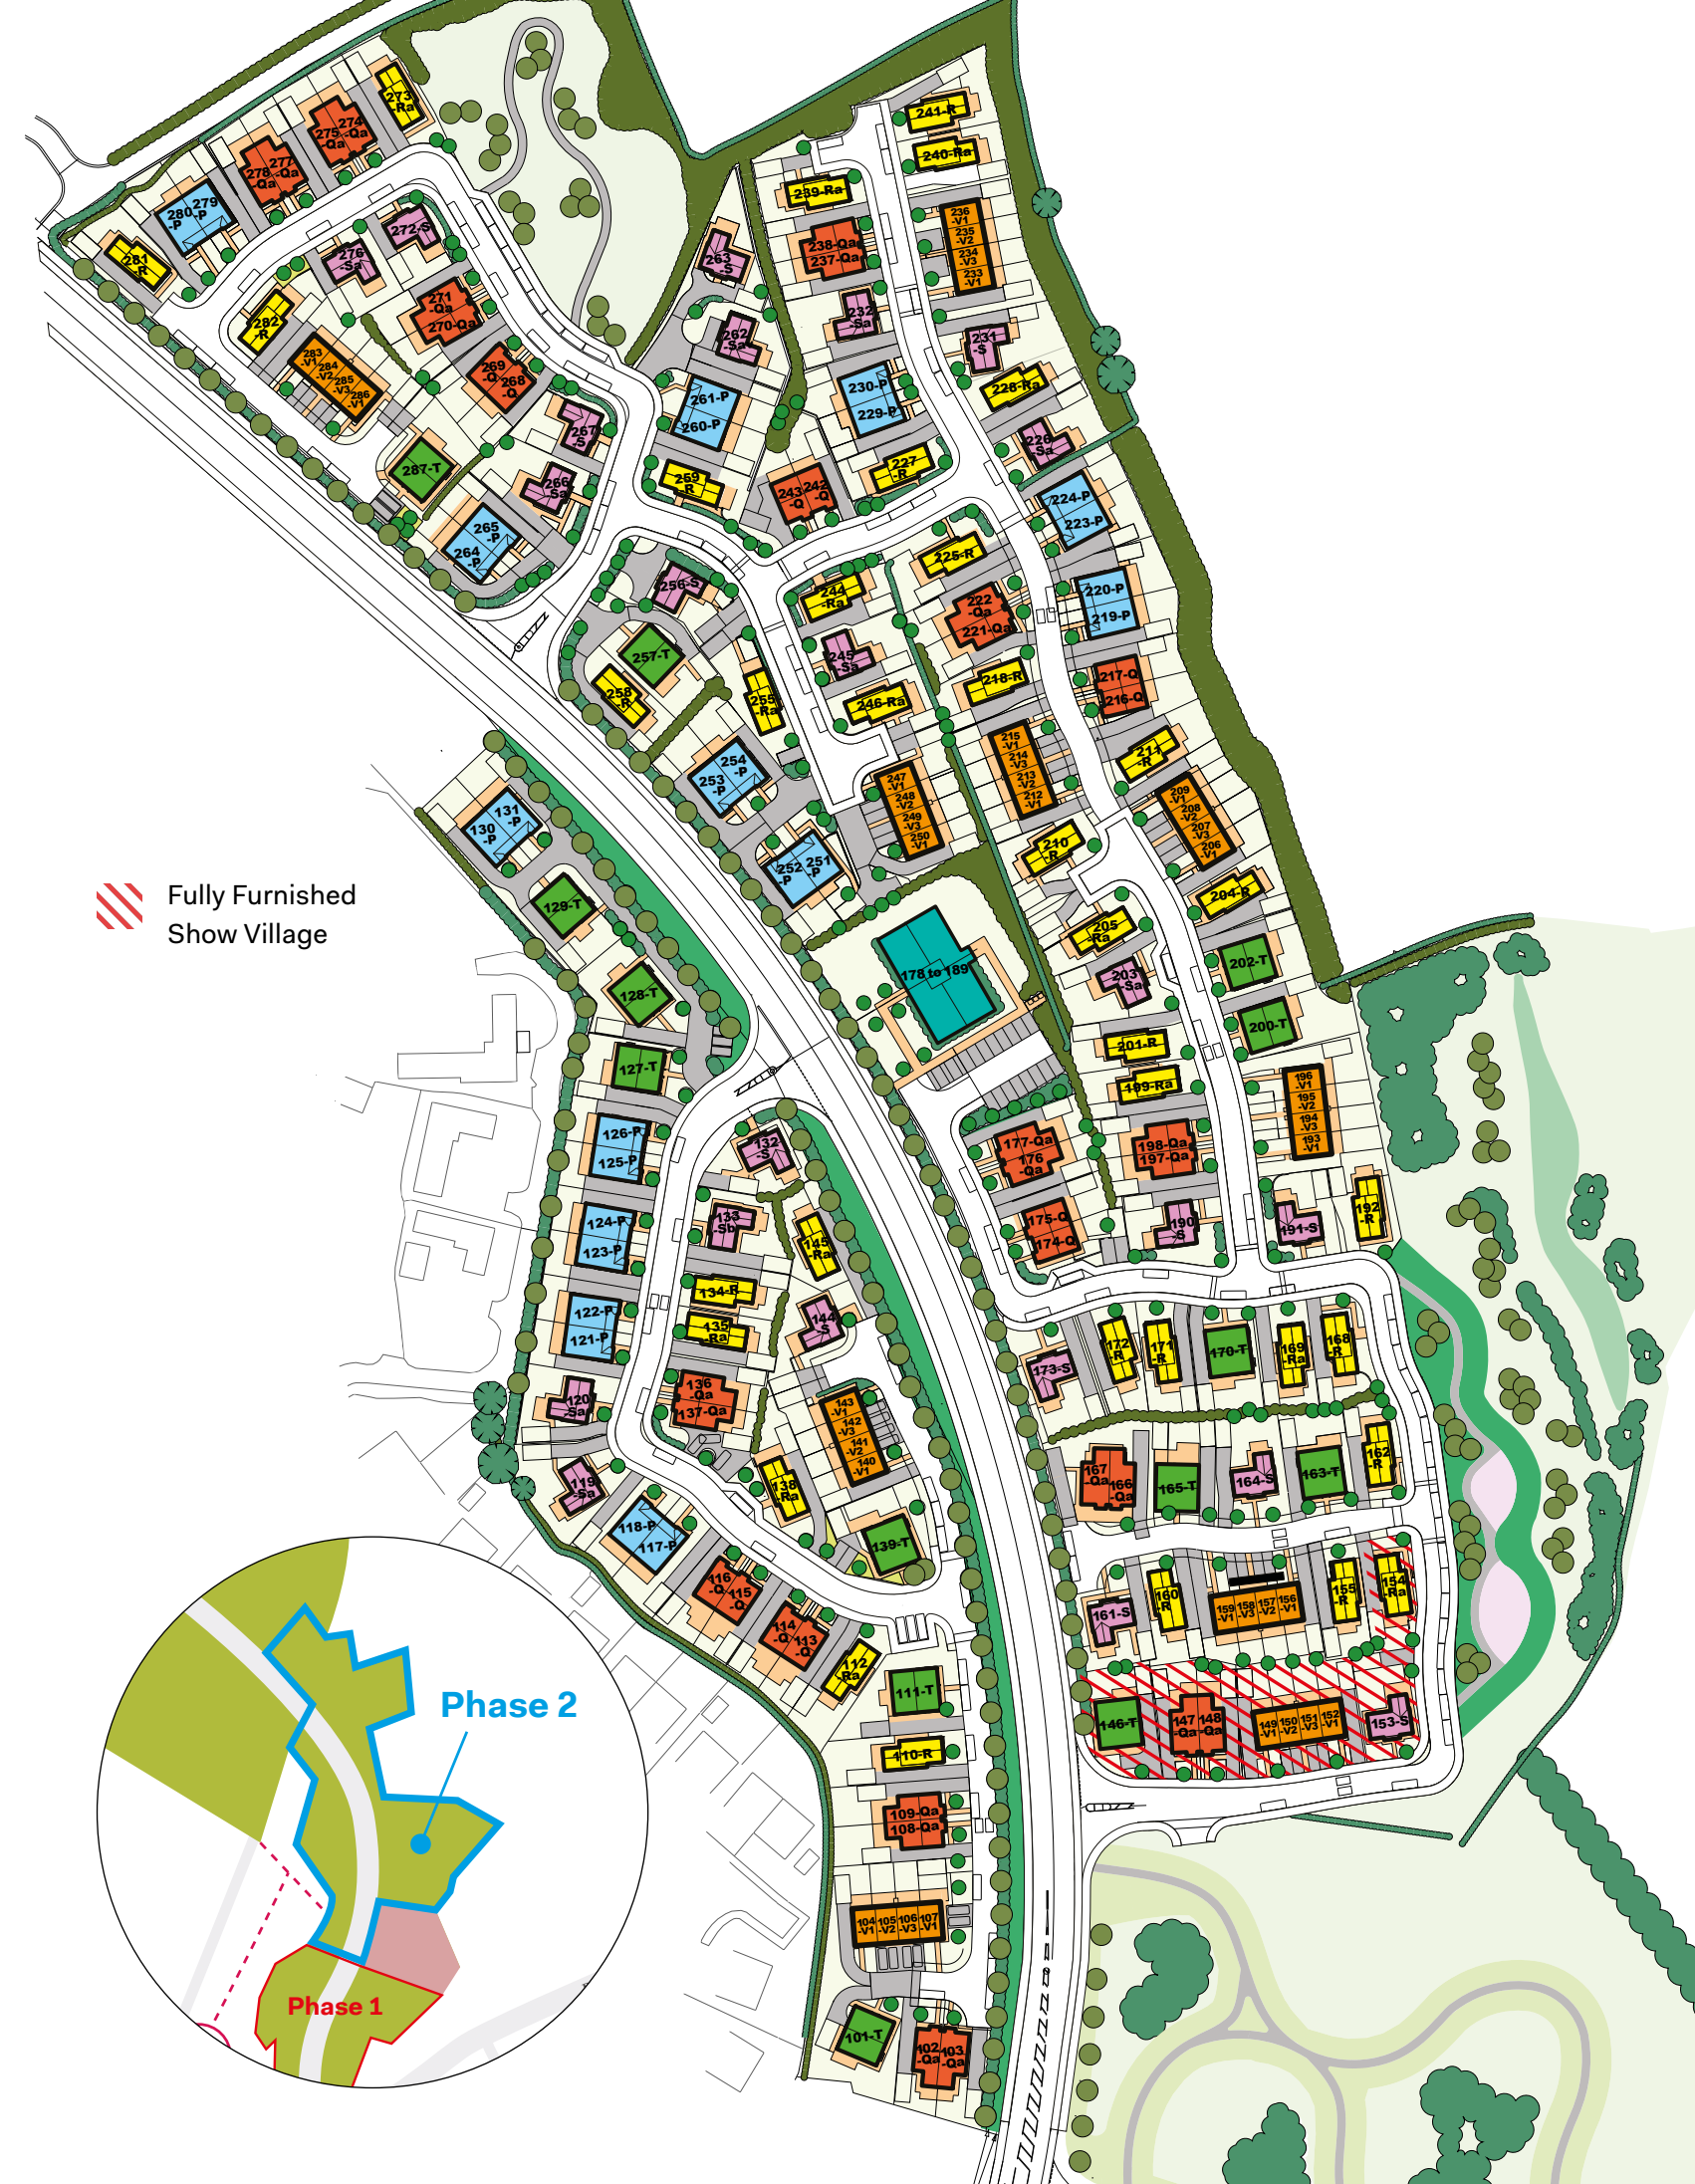 273
-Ra
274
-Qa
275
-Qa
277
-Qa
278
-Qa
279
-P
280
-P
281
-R
272-S
276
-Sa
271
-Qa
270-Qa
282
-R
283
-V1
284
-V2
285
-V3
286
-V1
269
-Q
268
-Q
267
-S
287-T
266
-Sa
265
-P
264
-P
263
-S
262
-Sa
261-P
260-P
259
-R
241-R
240-Ra
239-Ra
236
-V1
235
-V2
234
-V3
233
-V1
238-Qa
237-Qa
232
-Sa
231
-S
230-P
229-P
228-Ra
226
-Sa
227
-R
243
-Q
242
-Q
224-P
223-P
225-R
220-P
219-P
222
-Qa
221-Qa
244
-Ra
256-S
257-T
258
-R
255
-Ra
245
-Sa
246-Ra
218-R
217-Q
216-Q
215
-V1
214
-V3
213
-V2
212
-V1
211
-R
254
-P
253
-P
247
-V1
248
-V2
249
-V3
250
-V1
209
-V1
208
-V2
207
-V3
206
-V1
210
-R
252
-P
251
-P
204-R
205
-Ra
203
-Sa
202-T
200-T
178 to 189
131
-P
130
-P
129-T
128-T
127-T
Fully Furnished
Show Village
201-R
199-Ra
196
-V1
195
-V2
194
-V3
193
-V1
198-Qa
197-Qa
177-Qa
176
-Qa
175-Q
174-Q
190
-S
191-S
192
-R
126-P
125-P
132
-S
124-P
123-P
133
-Sb
145
-Ra
134-R
135
-Ra
122-P
121-P
144
-S
136
-Qa
137-Qa
120
-Sa
143
-V1
142
-V3
141
-V2
140
-V1
119
-Sa
138
-Ra
118-P
117-P
139-T
173-S
172
-R
171
-R
170-T
169
-Ra
168
-R
167
-Qa
166
-Qa
165-T
164-S
163-T
162
-R
161-S
160
-R
159
-V1
158
-V3
157
-V2
156
-V1
155
-R
154
-Ra
116
-Q
115
-Q
114
-Q
113
-Q
112
-Ra
111-T
110-R
109-Qa
108-Qa
146-T
147
-Qa
148
-Qa
149
-V1
150
-V2
151
-V3
152
-V1
153-S
104
-V1
105
-V2
106
-V3
107
-V1
101-T
102
-Qa
103
-Qa
Phase 2
Phase 1